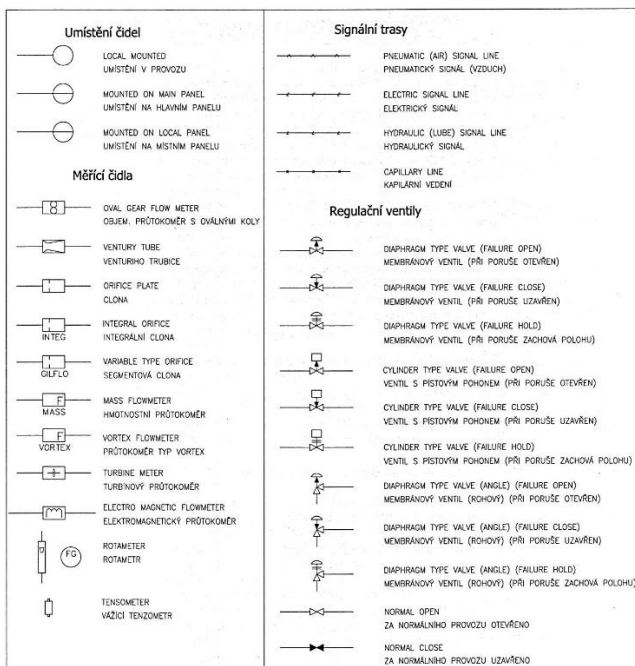 Umístění čidel
LOCAL MOUNTED
UMÍSTĚNÍ V PROVOZU
MOUNTED ON MAIN PANEL
UMÍSTĚNÍ NA HLAVNÍM PANELU
MOUNTED ON LOCAL PANEL
UMÍSTĚNÍ NA MÍSTNÍM PANELU
Měřící čidla
OVAL GEAR FLOW METER
OBJEM. PRŮTOKOMĚR S OVÁLNÝMI KOLY
VENTURY TUBE
VENTURIHO TRUBICE
ORIFICE PLATE
CLONA
INTEG
INTEGRAL ORIFICE
INTEGRÁLNÍ CLONA
GILFLO
VARIABLE TYPE ORIFICE
SEGMENTOVÁ CLONA
F
MASS
MASS FLOWMETER
HMOTNOSTNÍ PRŮTOKOMĚR
F
VORTEX
VORTEX FLOWMETER
PRŮTOKOMĚR TYP VORTEX
TURBINE METER
TURBÍNOVÝ PRŮTOKOMĚR
ELECTRO MAGNETIC FLOWMETER
ELEKTROMAGNETICKÝ PRŮTOKOMĚR
FG
ROTAMETER
ROTAMETR
TENSOMETER
VÁŽÍCÍ TENZOMETR
Signální trasy
PNEUMATIC (AIR) SIGNAL LINE
PNEUMATICKÝ SIGNÁL (VZDUCH)
ELECTRIC SIGNAL LINE
ELEKTRICKÝ SIGNÁL
HYDRAULIC (LUBE) SIGNAL LINE
HYDRAULICKÝ SIGNÁL
CAPILLARY LINE
KAPILÁRNÍ VEDENÍ
Regulační ventily
DIAPHRAGM TYPE VALVE (FAILURE OPEN)
MEMBRÁNOVÝ VENTIL (PŘI PORUŠE OTEVŘEN)
DIAPHRAGM TYPE VALVE (FAILURE CLOSE)
MEMBRÁNOVÝ VENTIL (PŘI PORUŠE UZAVŘEN)
DIAPHRAGM TYPE VALVE (FAILURE HOLD)
MEMBRÁNOVÝ VENTIL (PŘI PORUŠE ZACHOVÁ POLOHU)
CYLINDER TYPE VALVE (FAILURE OPEN)
VENTIL S PÍSTOVÝM POHONEM (PŘI PORUŠE OTEVŘEN)
CYLINDER TYPE VALVE (FAILURE CLOSE)
VENTIL S PÍSTOVÝM POHONEM (PŘI PORUŠE UZAVŘEN)
CYLINDER TYPE VALVE (FAILURE HOLD)
VENTIL S PÍSTOVÝM POHONEM (PŘI PORUŠE ZACHOVÁ POLOHU)
DIAPHRAGM TYPE VALVE (ANGLE) (FAILURE OPEN)
MEMBRÁNOVÝ VENTIL (ROHOVÝ) (PŘI PORUŠE OTEVŘEN)
DIAPHRAGM TYPE VALVE (ANGLE) (FAILURE CLOSE)
MEMBRÁNOVÝ VENTIL (ROHOVÝ) (PŘI PORUŠE UZAVŘEN)
DIAPHRAGM TYPE VALVE (ANGLE) (FAILURE HOLD)
MEMBRÁNOVÝ VENTIL (ROHOVÝ) (PŘI PORUŠE ZACHOVÁ POLOHU)
NORMAL OPEN
ZA NORMÁLNÍHO PROVOZU OTEVŘENO
NORMAL CLOSE
ZA NORMÁLNÍHO PROVOZU UZAVŘENO